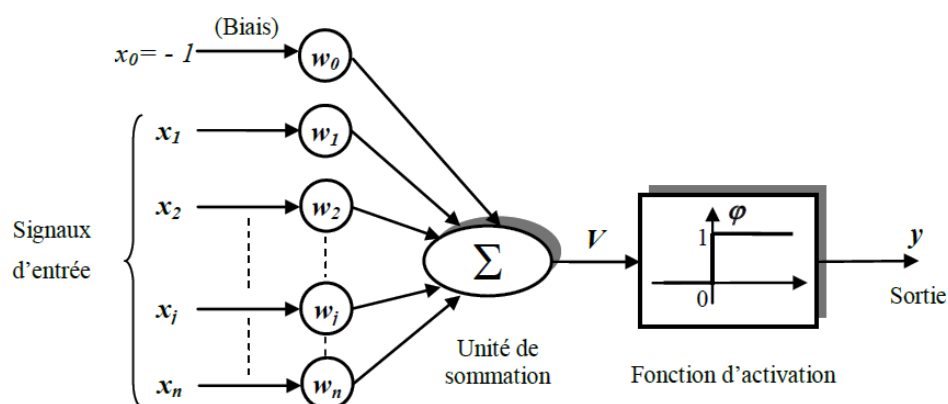 (Biais)
x₀= - 1
w₀
x₁
w₁
x₂
w₂
Signaux
d'entrée
Σ
V
φ
1
0
y
Sortie
xⱼ
wⱼ
Unité de
sommation
Fonction d'activation
xₙ
wₙ